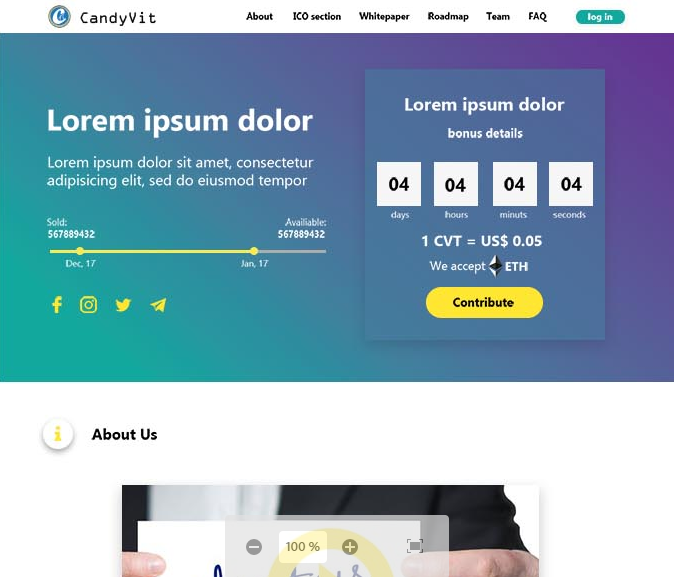 CandyVit
About
ICO section
Whitepaper
Roadmap
Team
FAQ
log in
Lorem ipsum dolor
Lorem ipsum dolor sit amet, consectetur
adipisicing elit, sed do eiusmod tempor
Sold:
567889432
Availiable:
567889432
Dec, 17
Jan, 17
Lorem ipsum dolor
bonus details
04
04
04
04
days
hours
minuts
seconds
1 CVT = US$ 0.05
We accept ETH
Contribute
About Us
100 %